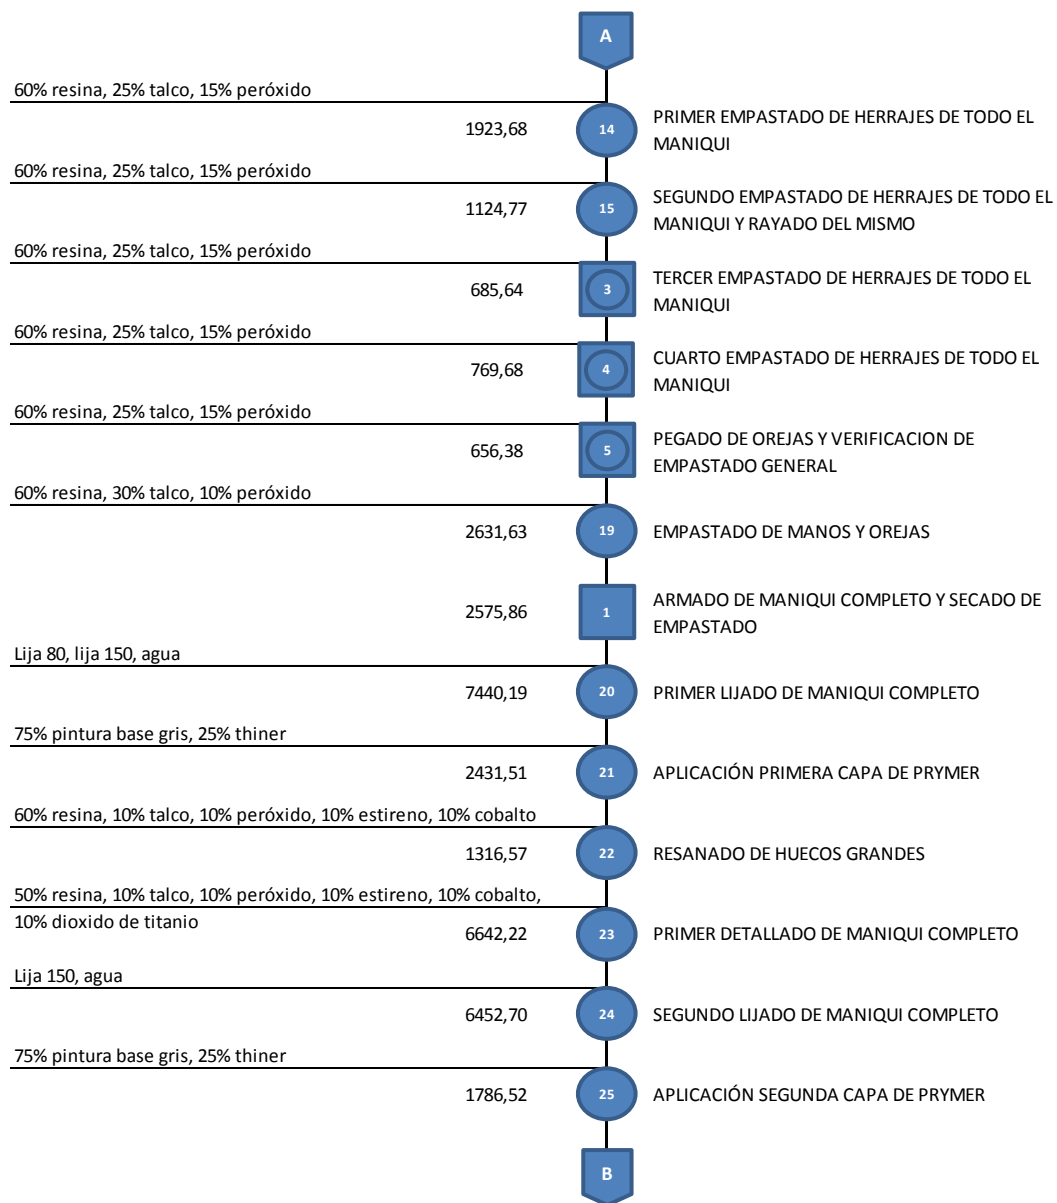 A
60% resina, 25% talco, 15% peróxido
1923,68
14
PRIMER EMPASTADO DE HERRAJES DE TODO EL
MANIQUI
60% resina, 25% talco, 15% peróxido
1124,77
15
SEGUNDO EMPASTADO DE HERRAJES DE TODO EL
MANIQUI Y RAYADO DEL MISMO
60% resina, 25% talco, 15% peróxido
685,64
3
TERCER EMPASTADO DE HERRAJES DE TODO EL
MANIQUI
60% resina, 25% talco, 15% peróxido
769,68
4
CUARTO EMPASTADO DE HERRAJES DE TODO EL
MANIQUI
60% resina, 25% talco, 15% peróxido
656,38
5
PEGADO DE OREJAS Y VERIFICACION DE
EMPASTADO GENERAL
60% resina, 30% talco, 10% peróxido
2631,63
19
EMPASTADO DE MANOS Y OREJAS
2575,86
1
ARMADO DE MANIQUI COMPLETO Y SECADO DE
EMPASTADO
Lija 80, lija 150, agua
7440,19
20
PRIMER LIJADO DE MANIQUI COMPLETO
75% pintura base gris, 25% thiner
2431,51
21
APLICACIÓN PRIMERA CAPA DE PRYMER
60% resina, 10% talco, 10% peróxido, 10% estireno, 10% cobalto
1316,57
22
RESANADO DE HUECOS GRANDES
50% resina, 10% talco, 10% peróxido, 10% estireno, 10% cobalto,
10% dioxido de titanio
6642,22
23
PRIMER DETALLADO DE MANIQUI COMPLETO
Lija 150, agua
6452,70
24
SEGUNDO LIJADO DE MANIQUI COMPLETO
75% pintura base gris, 25% thiner
1786,52
25
APLICACIÓN SEGUNDA CAPA DE PRYMER
B